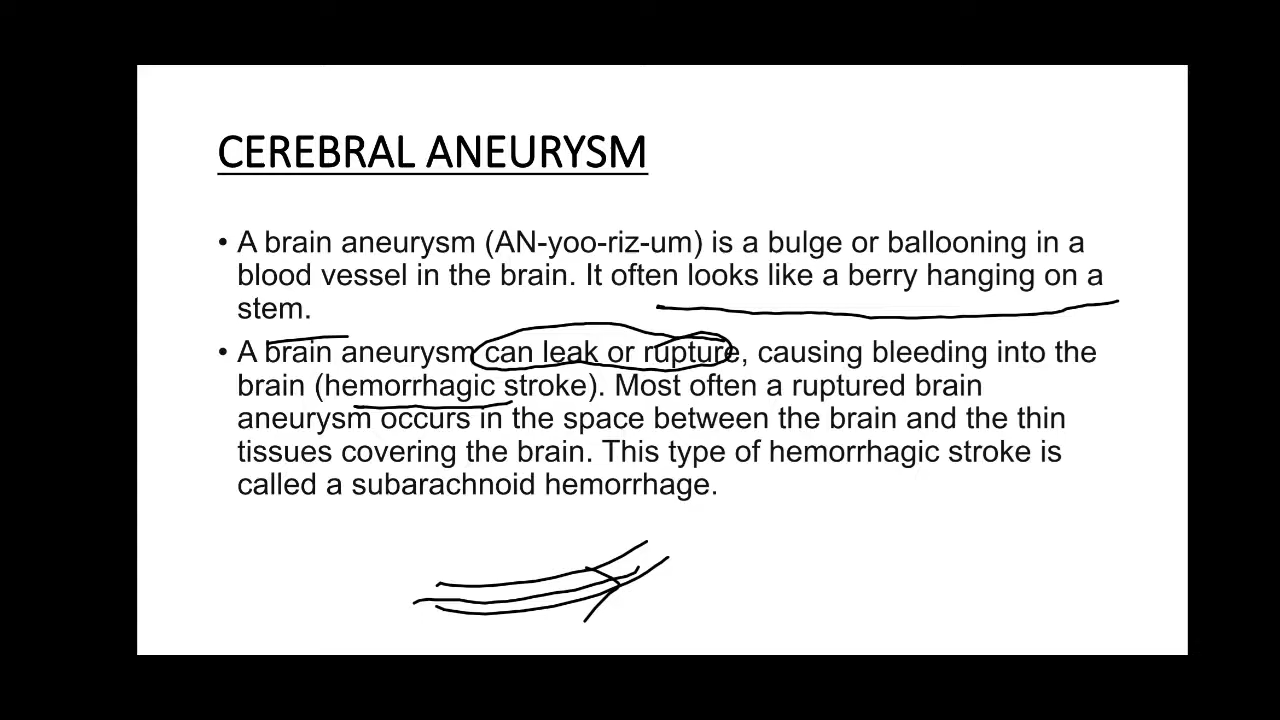 CEREBRAL ANEURYSM
• A brain aneurysm (AN-yoo-riz-um) is a bulge or ballooning in a
blood vessel in the brain. It often looks like a berry hanging on a
stem.
• A brain aneurysm can leak or rupture, causing bleeding into the
brain (hemorrhagic stroke). Most often a ruptured brain
aneurysm occurs in the space between the brain and the thin
tissues covering the brain. This type of hemorrhagic stroke is
called a subarachnoid hemorrhage.